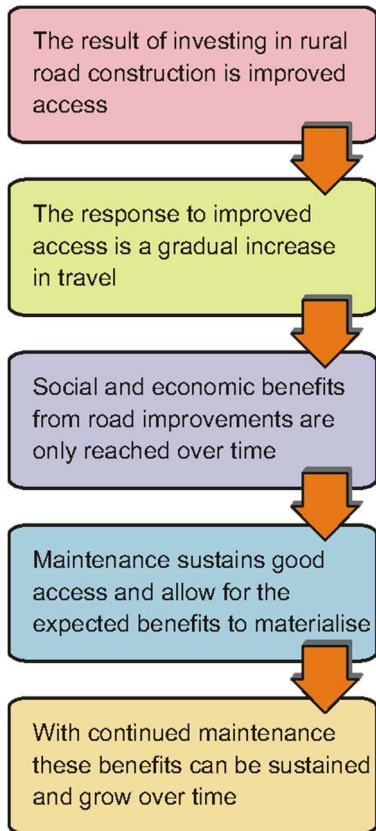 The result of investing in rural
road construction is improved
access
The response to improved
access is a gradual increase
in travel
Social and economic benefits
from road improvements are
only reached over time
Maintenance sustains good
access and allow for the
expected benefits to materialise
With continued maintenance
these benefits can be sustained
and grow over time